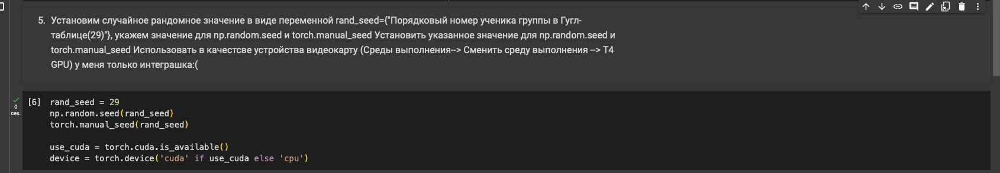 5. Установим случайное рандомное значение в виде переменной rand_seed={"Порядковый номер ученика группы в Гугл-
таблице(29)"}, укажем значение для np.random.seed и torch.manual_seed Установить указанное значение для np.random.seed и
torch.manual_seed Использовать в качестсве устройства видеокарту (Среды выполнения--> Сменить среду выполнения –> T4
GPU) у меня только интеграшка:(
0
сек.
[6] rand_seed = 29
np.random.seed(rand_seed)
torch.manual_seed(rand_seed)
use_cuda = torch.cuda.is_available()
device = torch.device('cuda' if use_cuda else 'cpu')